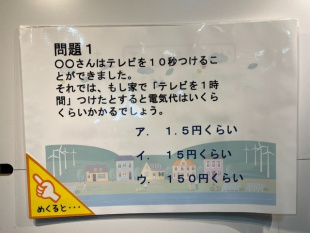 問題１
〇〇さんはテレビを１０秒つけるこ
とができました。
それでは、もし家で「テレビを１時
間」つけたとすると電気代はいくら
くらいかかるでしょう。
ア． １．５円くらい
イ． １５円くらい
ウ． １５０円くらい
めくると・・・